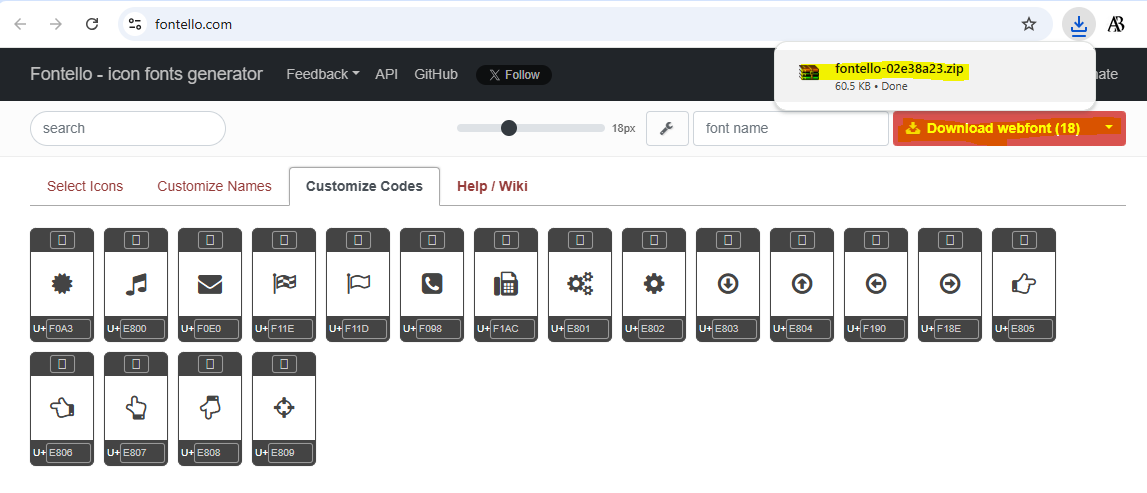 fontello.com
fontello-02e38a23.zip
60.5 KB • Done
Fontello - icon fonts generator Feedback API GitHub Follow nate
search 18px font name Download webfont (18)
Select Icons Customize Names Customize Codes Help / Wiki
U+ F0A3 U+ E800 U+ F0E0 U+ F11E U+ F11D U+ F098 U+ F1AC U+ E801 U+ E802 U+ E803 U+ E804 U+ F190 U+ F18E U+ E805
U+ E806 U+ E807 U+ E808 U+ E809